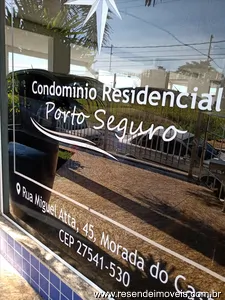 Condomínio Residencial
Porto Seguro
Rua Miguel Atta, 45, Morada do
CEP 27541-530
www.resendeimoveis.com.br